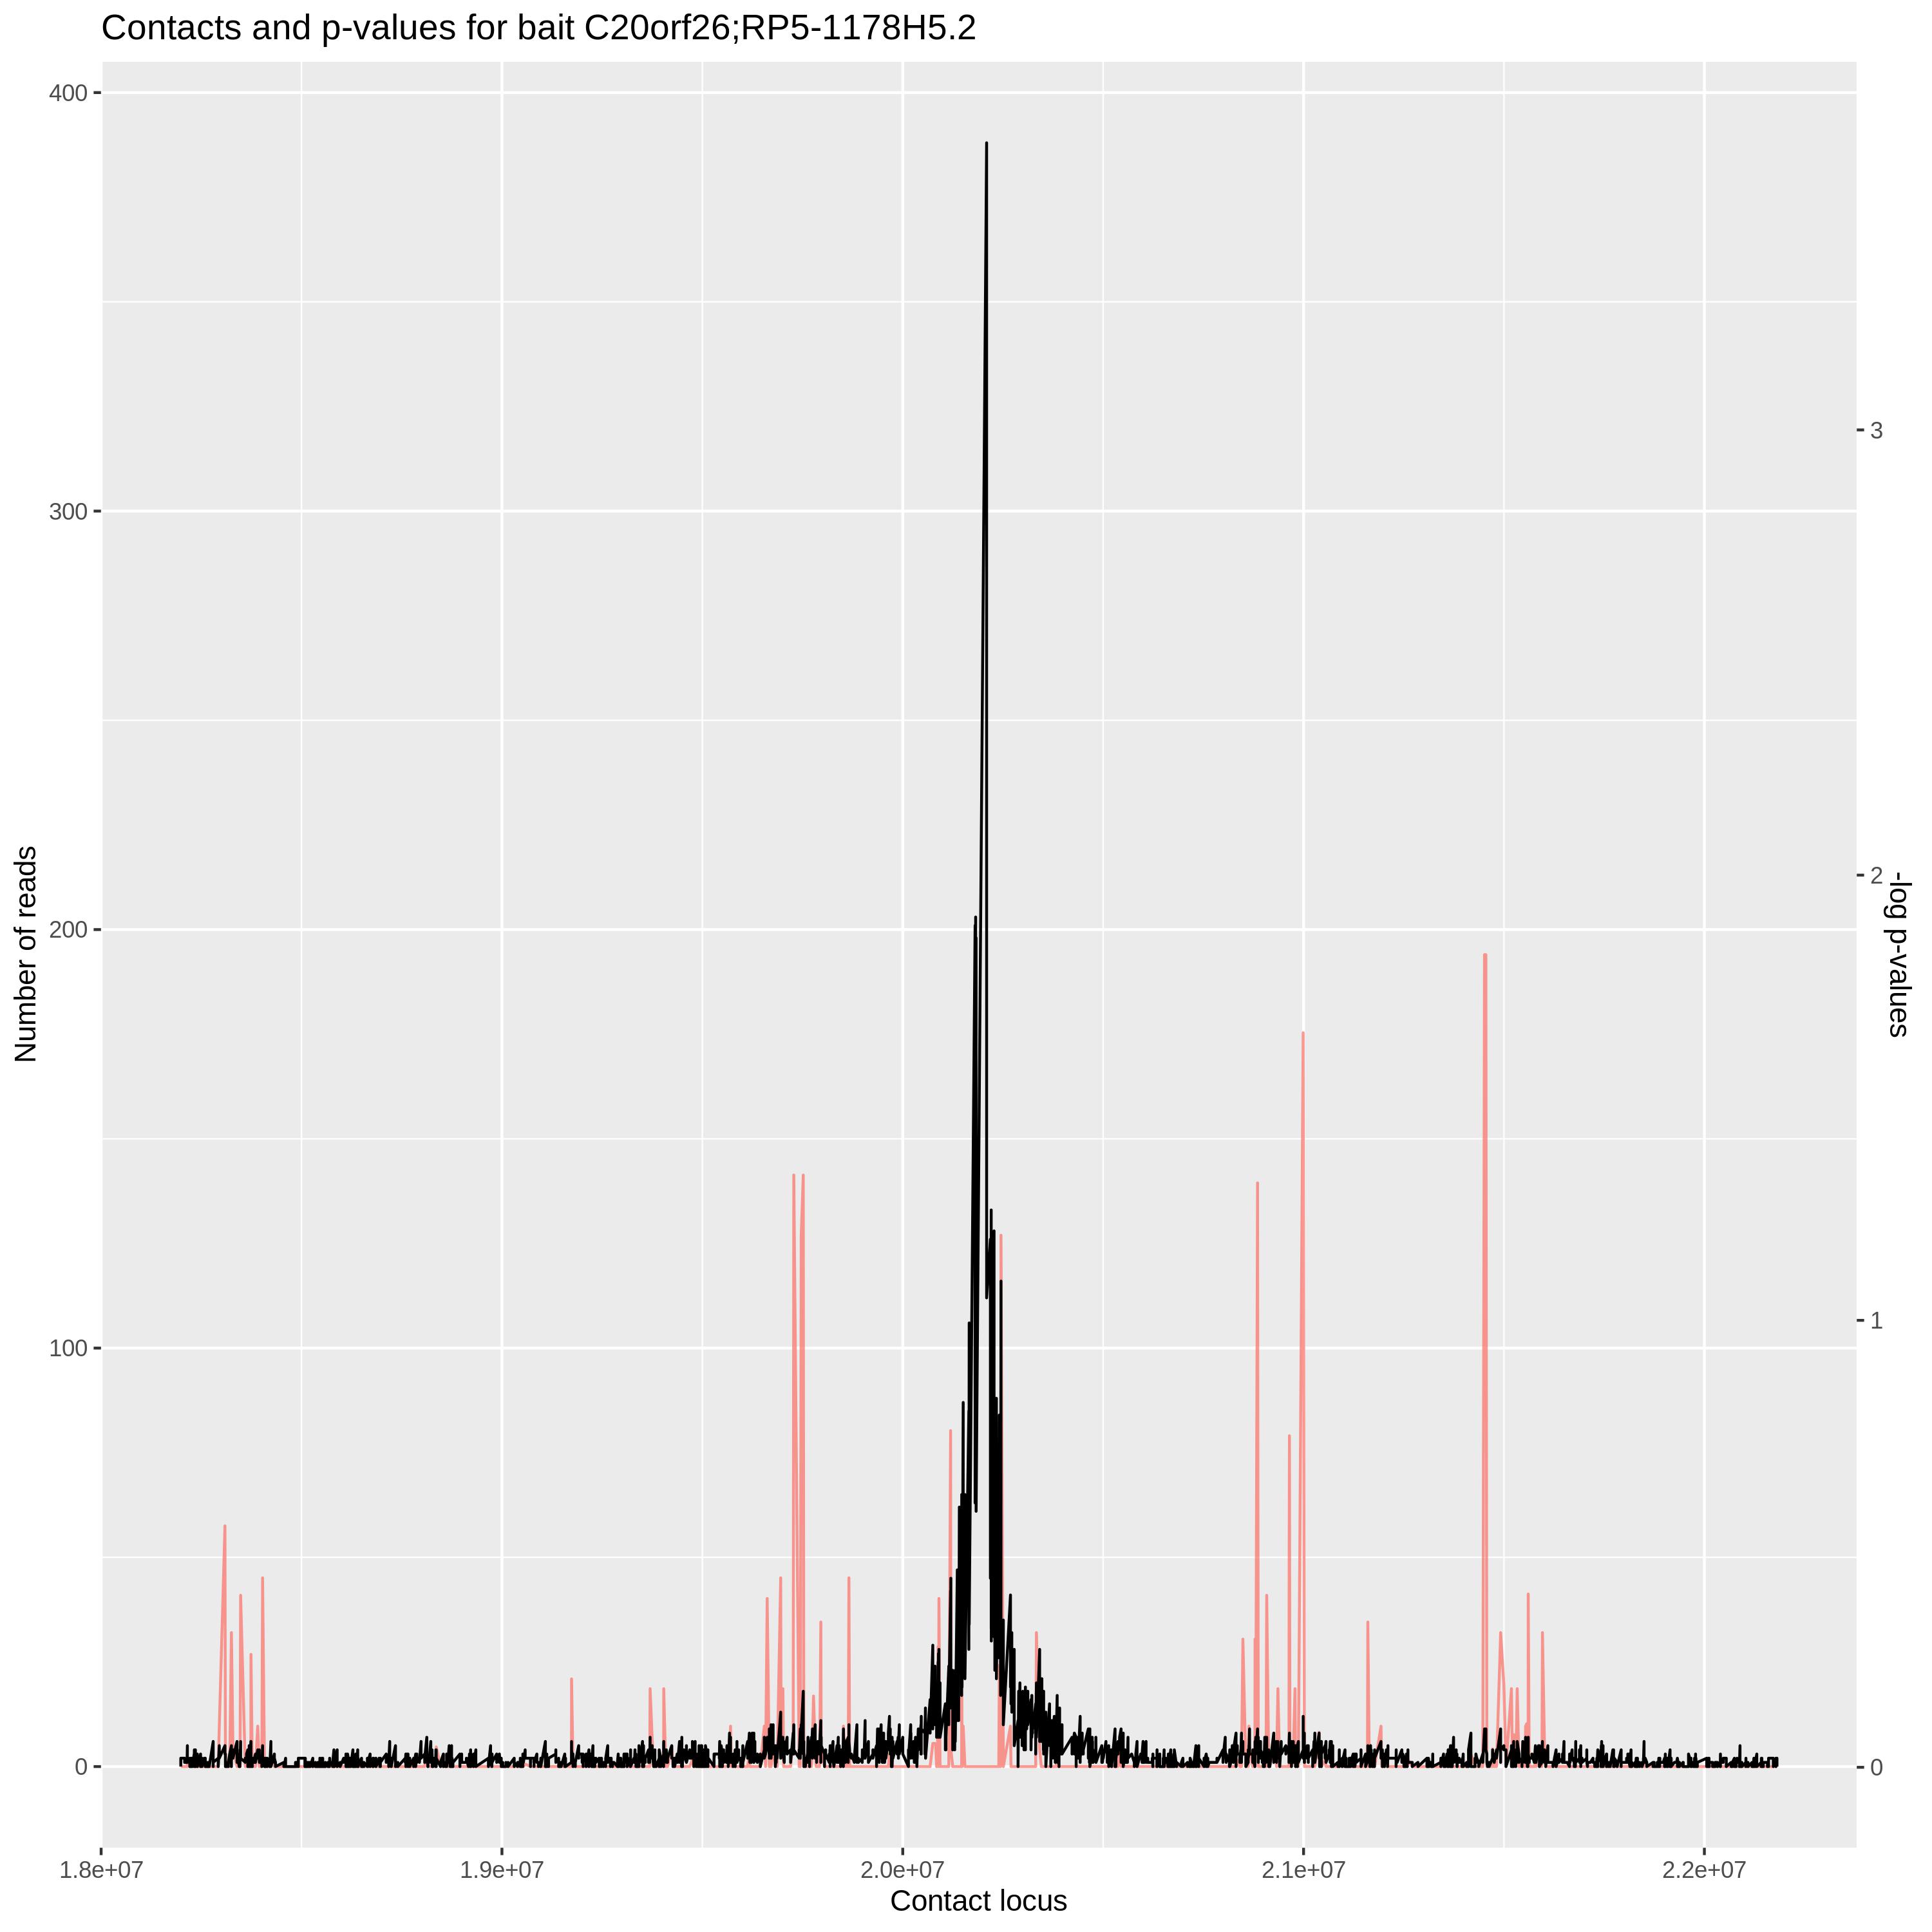 Contacts and p-values for bait C20orf26;RP5-1178H5.2
400
300
200
100
0
3
2
1
0
Number of reads
-log p-values
1.8e+07
1.9e+07
2.0e+07
2.1e+07
2.2e+07
Contact locus